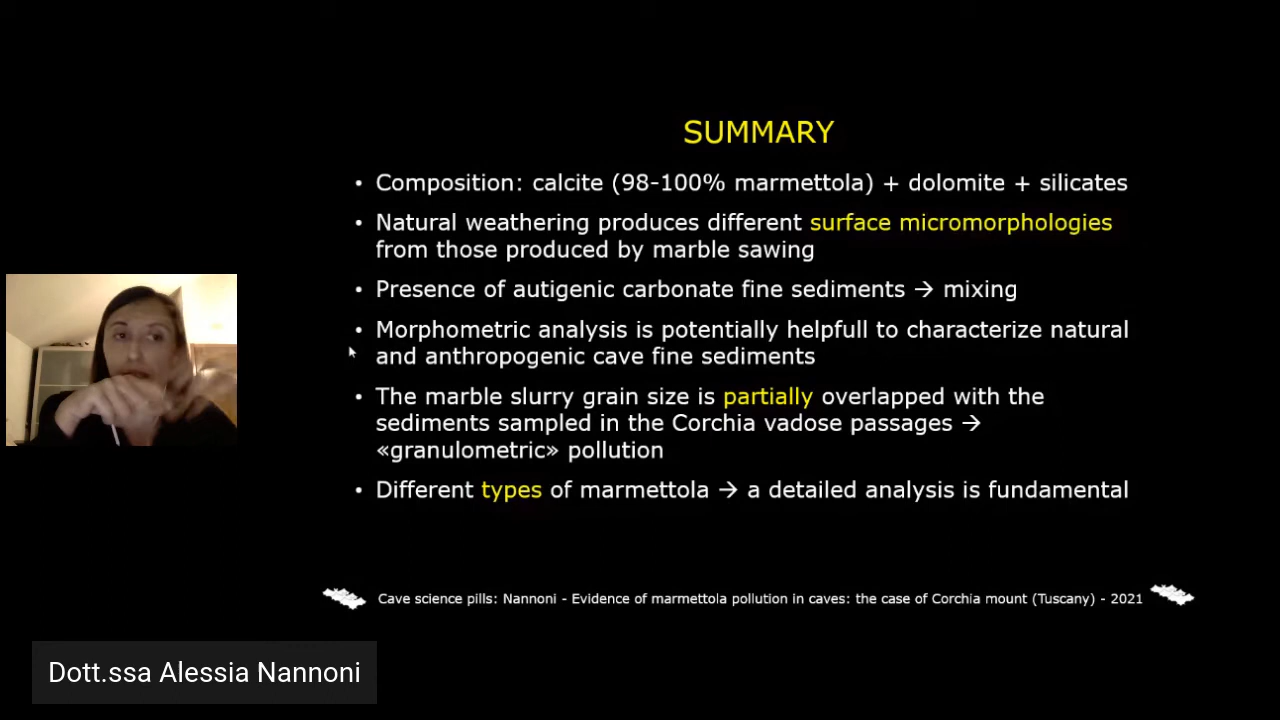 SUMMARY
• Composition: calcite (98-100% marmettola) + dolomite + silicates
• Natural weathering produces different surface micromorphologies
from those produced by marble sawing
• Presence of autigenic carbonate fine sediments → mixing
• Morphometric analysis is potentially helpfull to characterize natural
and anthropogenic cave fine sediments
• The marble slurry grain size is partially overlapped with the
sediments sampled in the Corchia vadose passages →
«granulometric» pollution
• Different types of marmettola → a detailed analysis is fundamental
Cave science pills: Nannoni - Evidence of marmettola pollution in caves: the case of Corchia mount (Tuscany) - 2021
Dott.ssa Alessia Nannoni